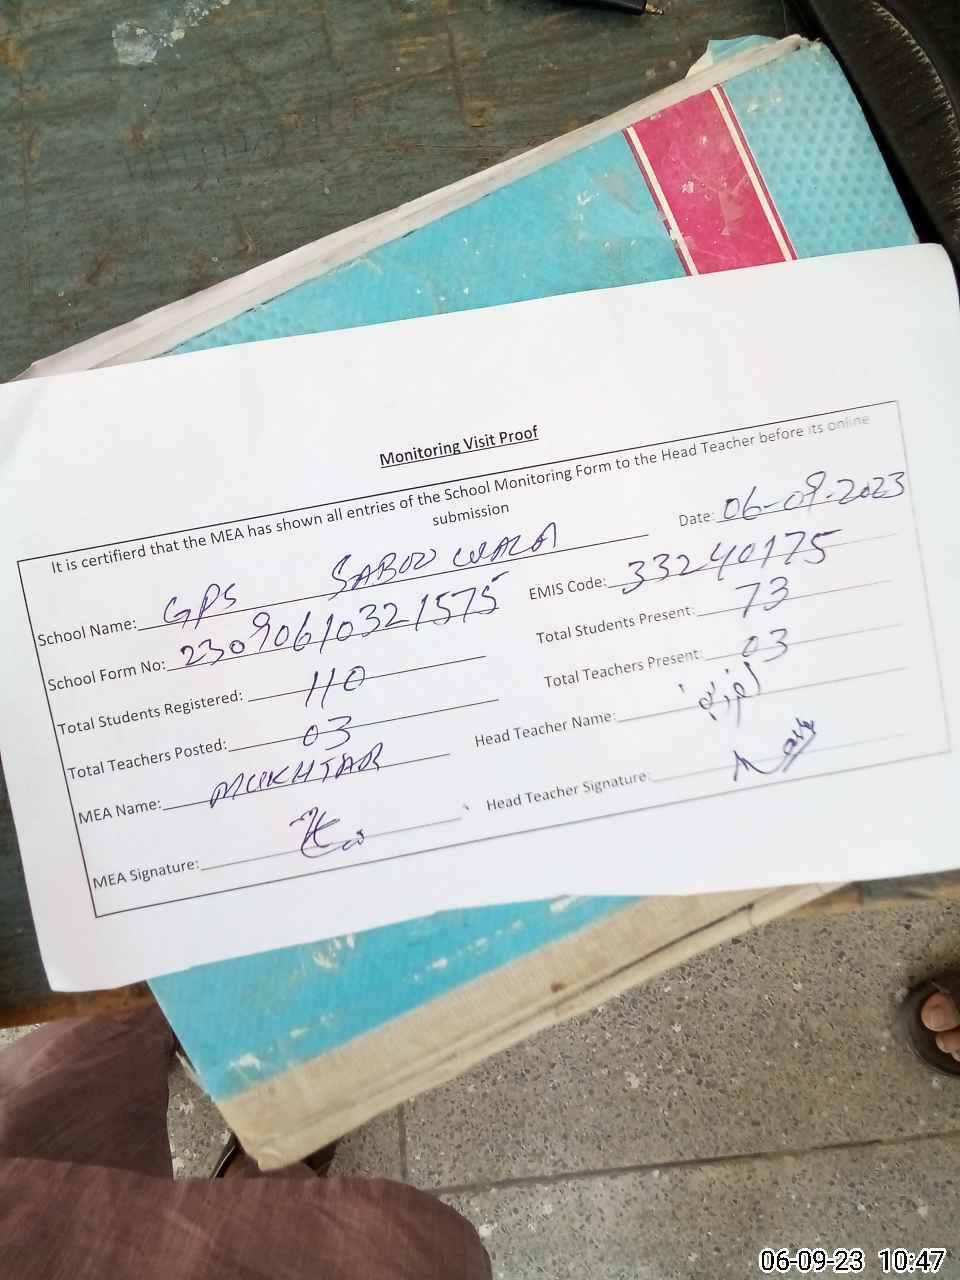 Monitoring Visit Proof
It is certifierd that the MEA has shown all entries of the School Monitoring Form to the Head Teacher before its online
submission
Date: 06-09-2023
School Name: GPS SABOO WALA
EMIS Code: 33240175
School Form No: 23090610321575
Total Students Present: 73
Total Students Registered: 110
Total Teachers Present: 03
Total Teachers Posted: 03
Head Teacher Name:
MEA Name: MUKHTAR
Head Teacher Signature:
MEA Signature:
06-09-23 10:47